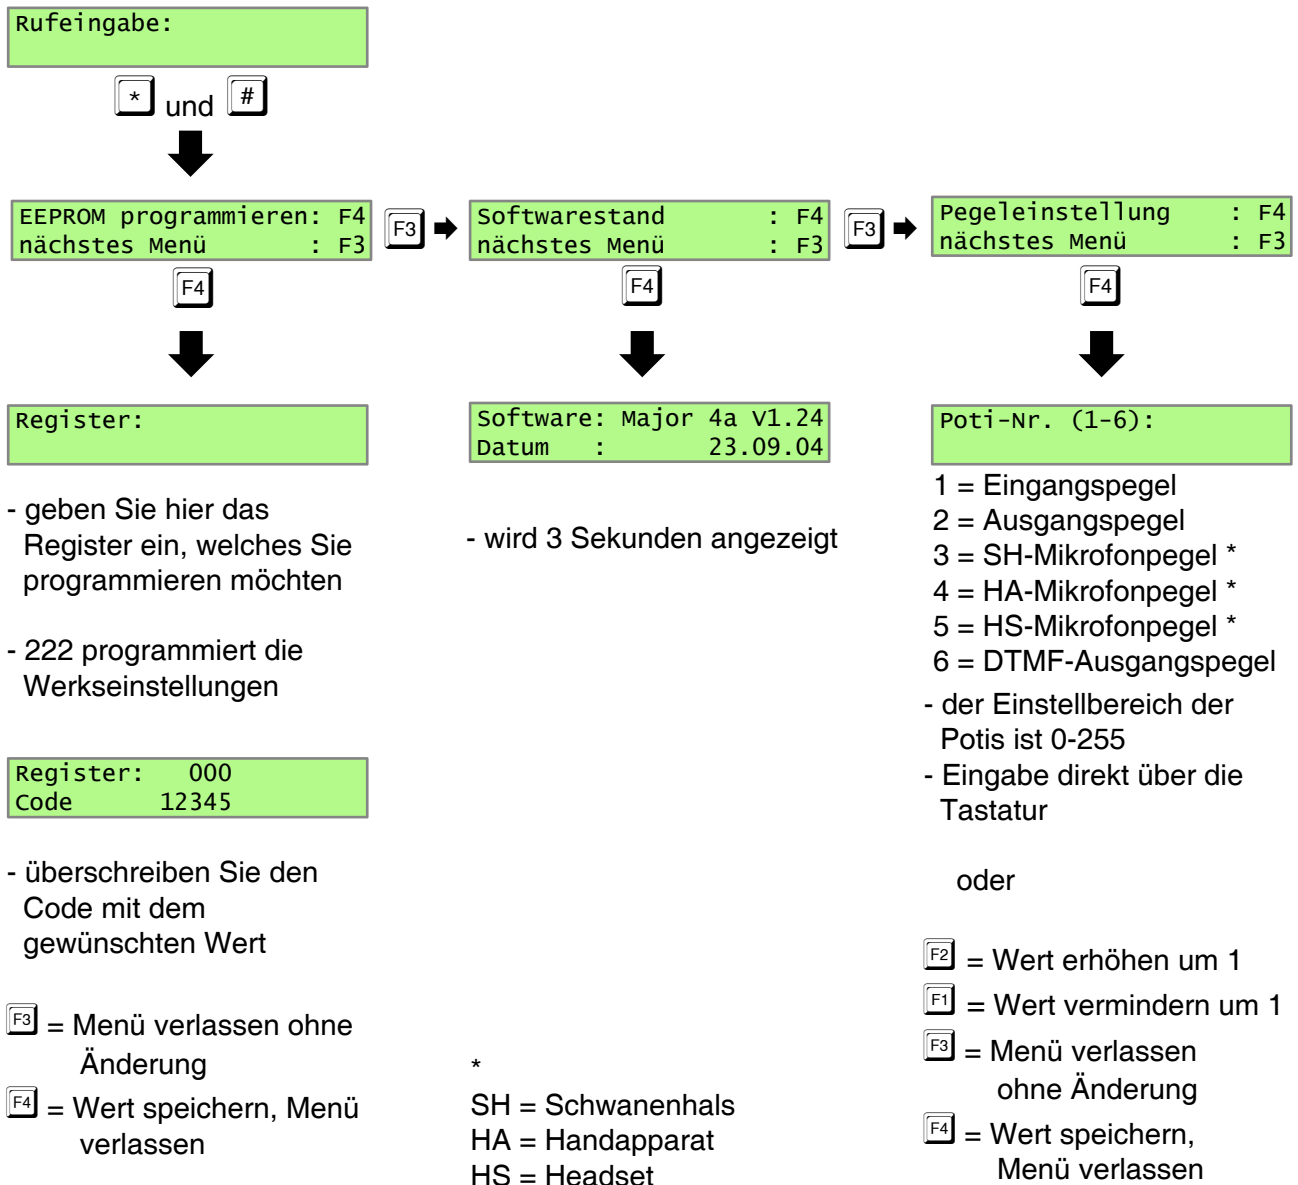 Rufeingabe:
* und #
EEPROM programmieren: F4
nächstes Menü : F3
F3
Softwarestand : F4
nächstes Menü : F3
F3
Pegeleinstellung : F4
nächstes Menü : F3
F4
F4
F4
Register:
- geben Sie hier das
Register ein, welches Sie
programmieren möchten
- 222 programmiert die
Werkseinstellungen
Register: 000
Code 12345
- überschreiben Sie den
Code mit dem
gewünschten Wert
F3 = Menü verlassen ohne
Änderung
F4 = Wert speichern, Menü
verlassen
Software: Major 4a V1.24
Datum : 23.09.04
- wird 3 Sekunden angezeigt
*
SH = Schwanenhals
HA = Handapparat
HS = Headset
Poti-Nr. (1-6):
1 = Eingangspegel
2 = Ausgangspegel
3 = SH-Mikrofonpegel *
4 = HA-Mikrofonpegel *
5 = HS-Mikrofonpegel *
6 = DTMF-Ausgangspegel
- der Einstellbereich der
Potis ist 0-255
- Eingabe direkt über die
Tastatur
oder
F2 = Wert erhöhen um 1
F1 = Wert vermindern um 1
F3 = Menü verlassen
ohne Änderung
F4 = Wert speichern,
Menü verlassen